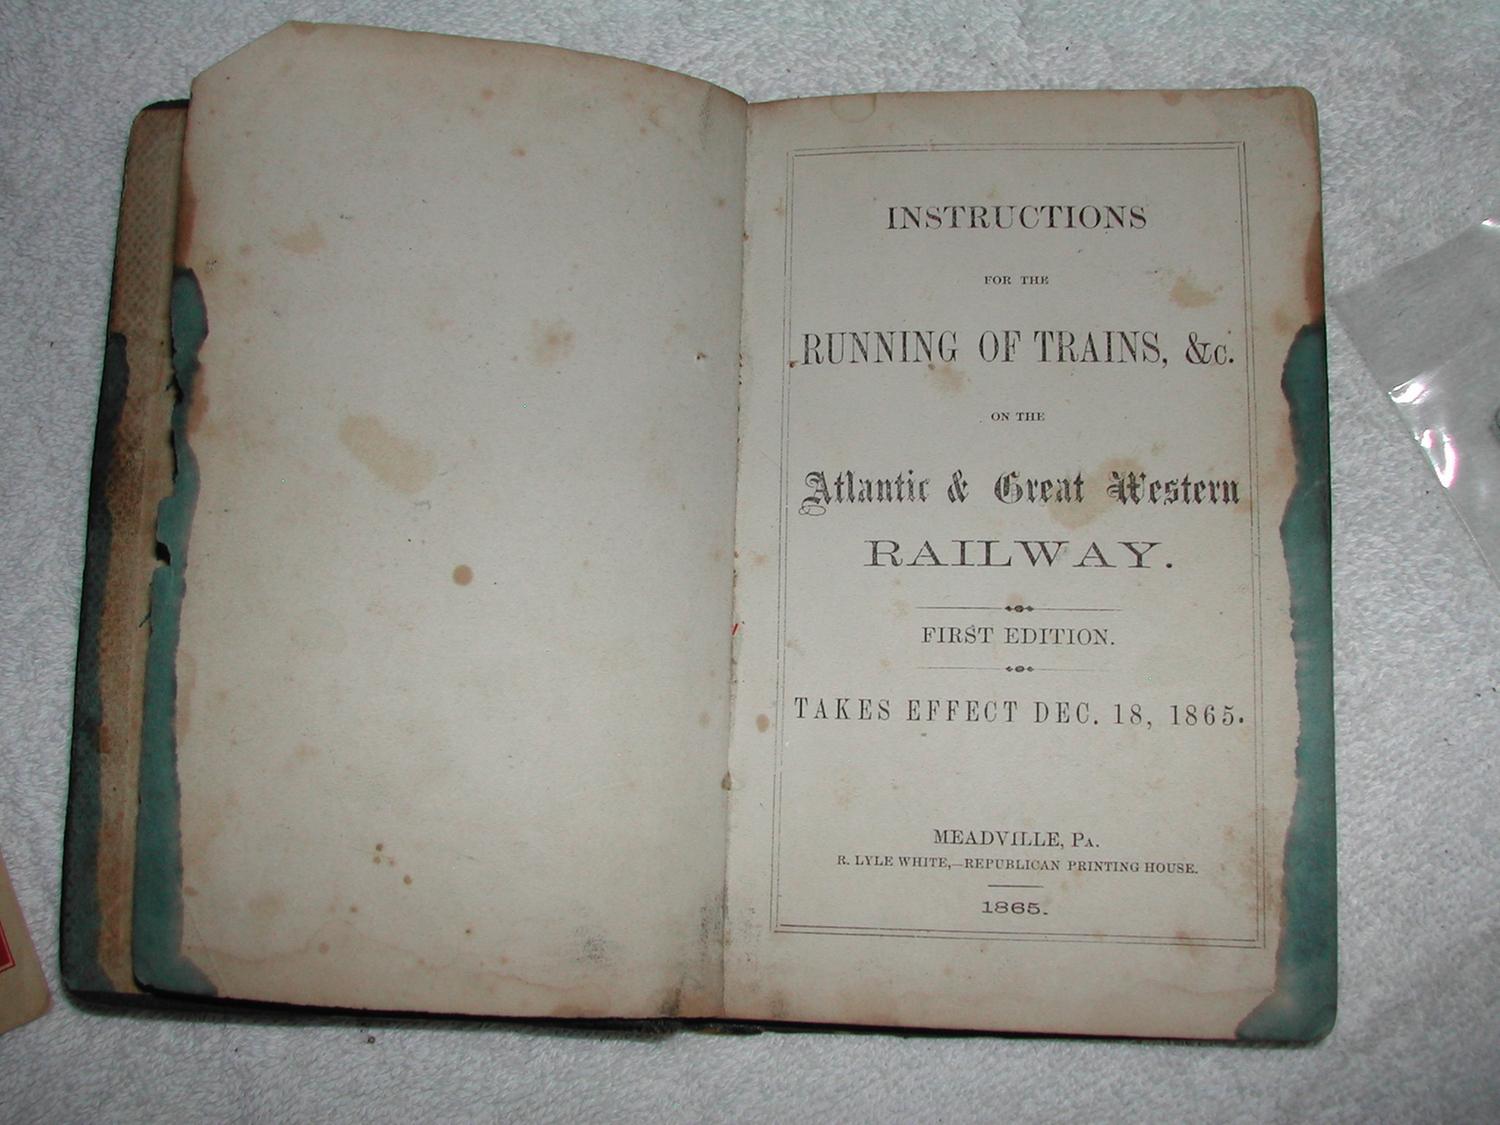 INSTRUCTIONS
FOR THE
RUNNING OF TRAINS, &c.
ON THE
Atlantic & Great Western
RAILWAY.
FIRST EDITION.
TAKES EFFECT DEC. 18, 1865.
MEADVILLE, PA.
R. LYLE WHITE,—REPUBLICAN PRINTING HOUSE.
1865.